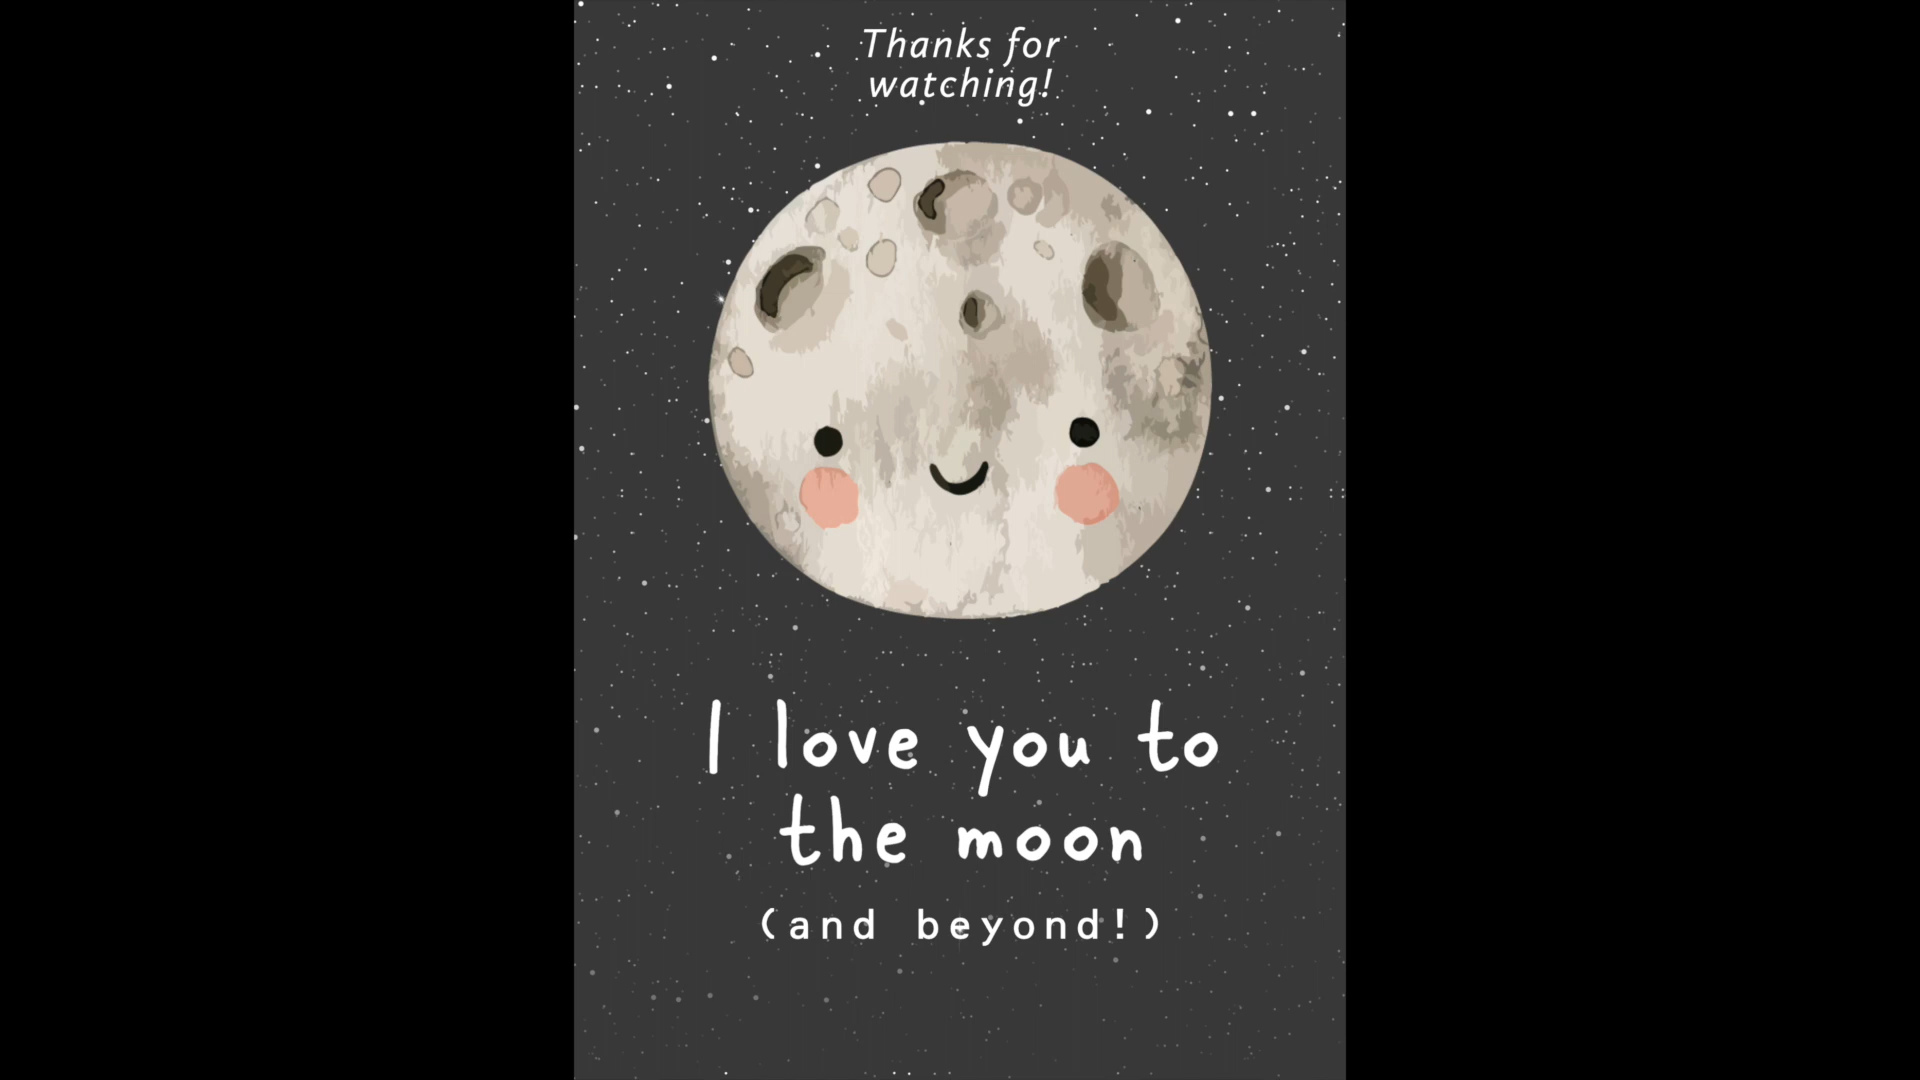 Thanks for
watching!
I love you to
the moon
(and beyond!)